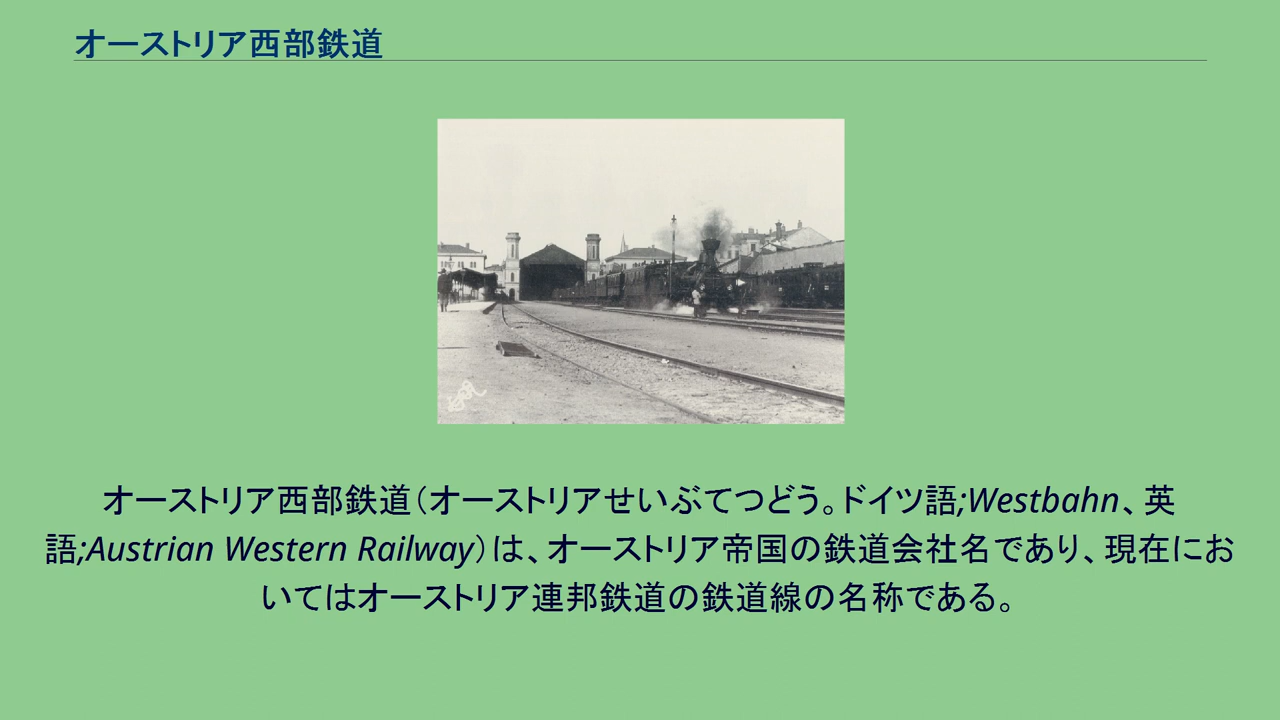 オーストリア西部鉄道
オーストリア西部鉄道（オーストリアせいぶてつどう。ドイツ語;Westbahn、英
語;Austrian Western Railway）は、オーストリア帝国の鉄道会社名であり、現在にお
いてはオーストリア連邦鉄道の鉄道線の名称である。